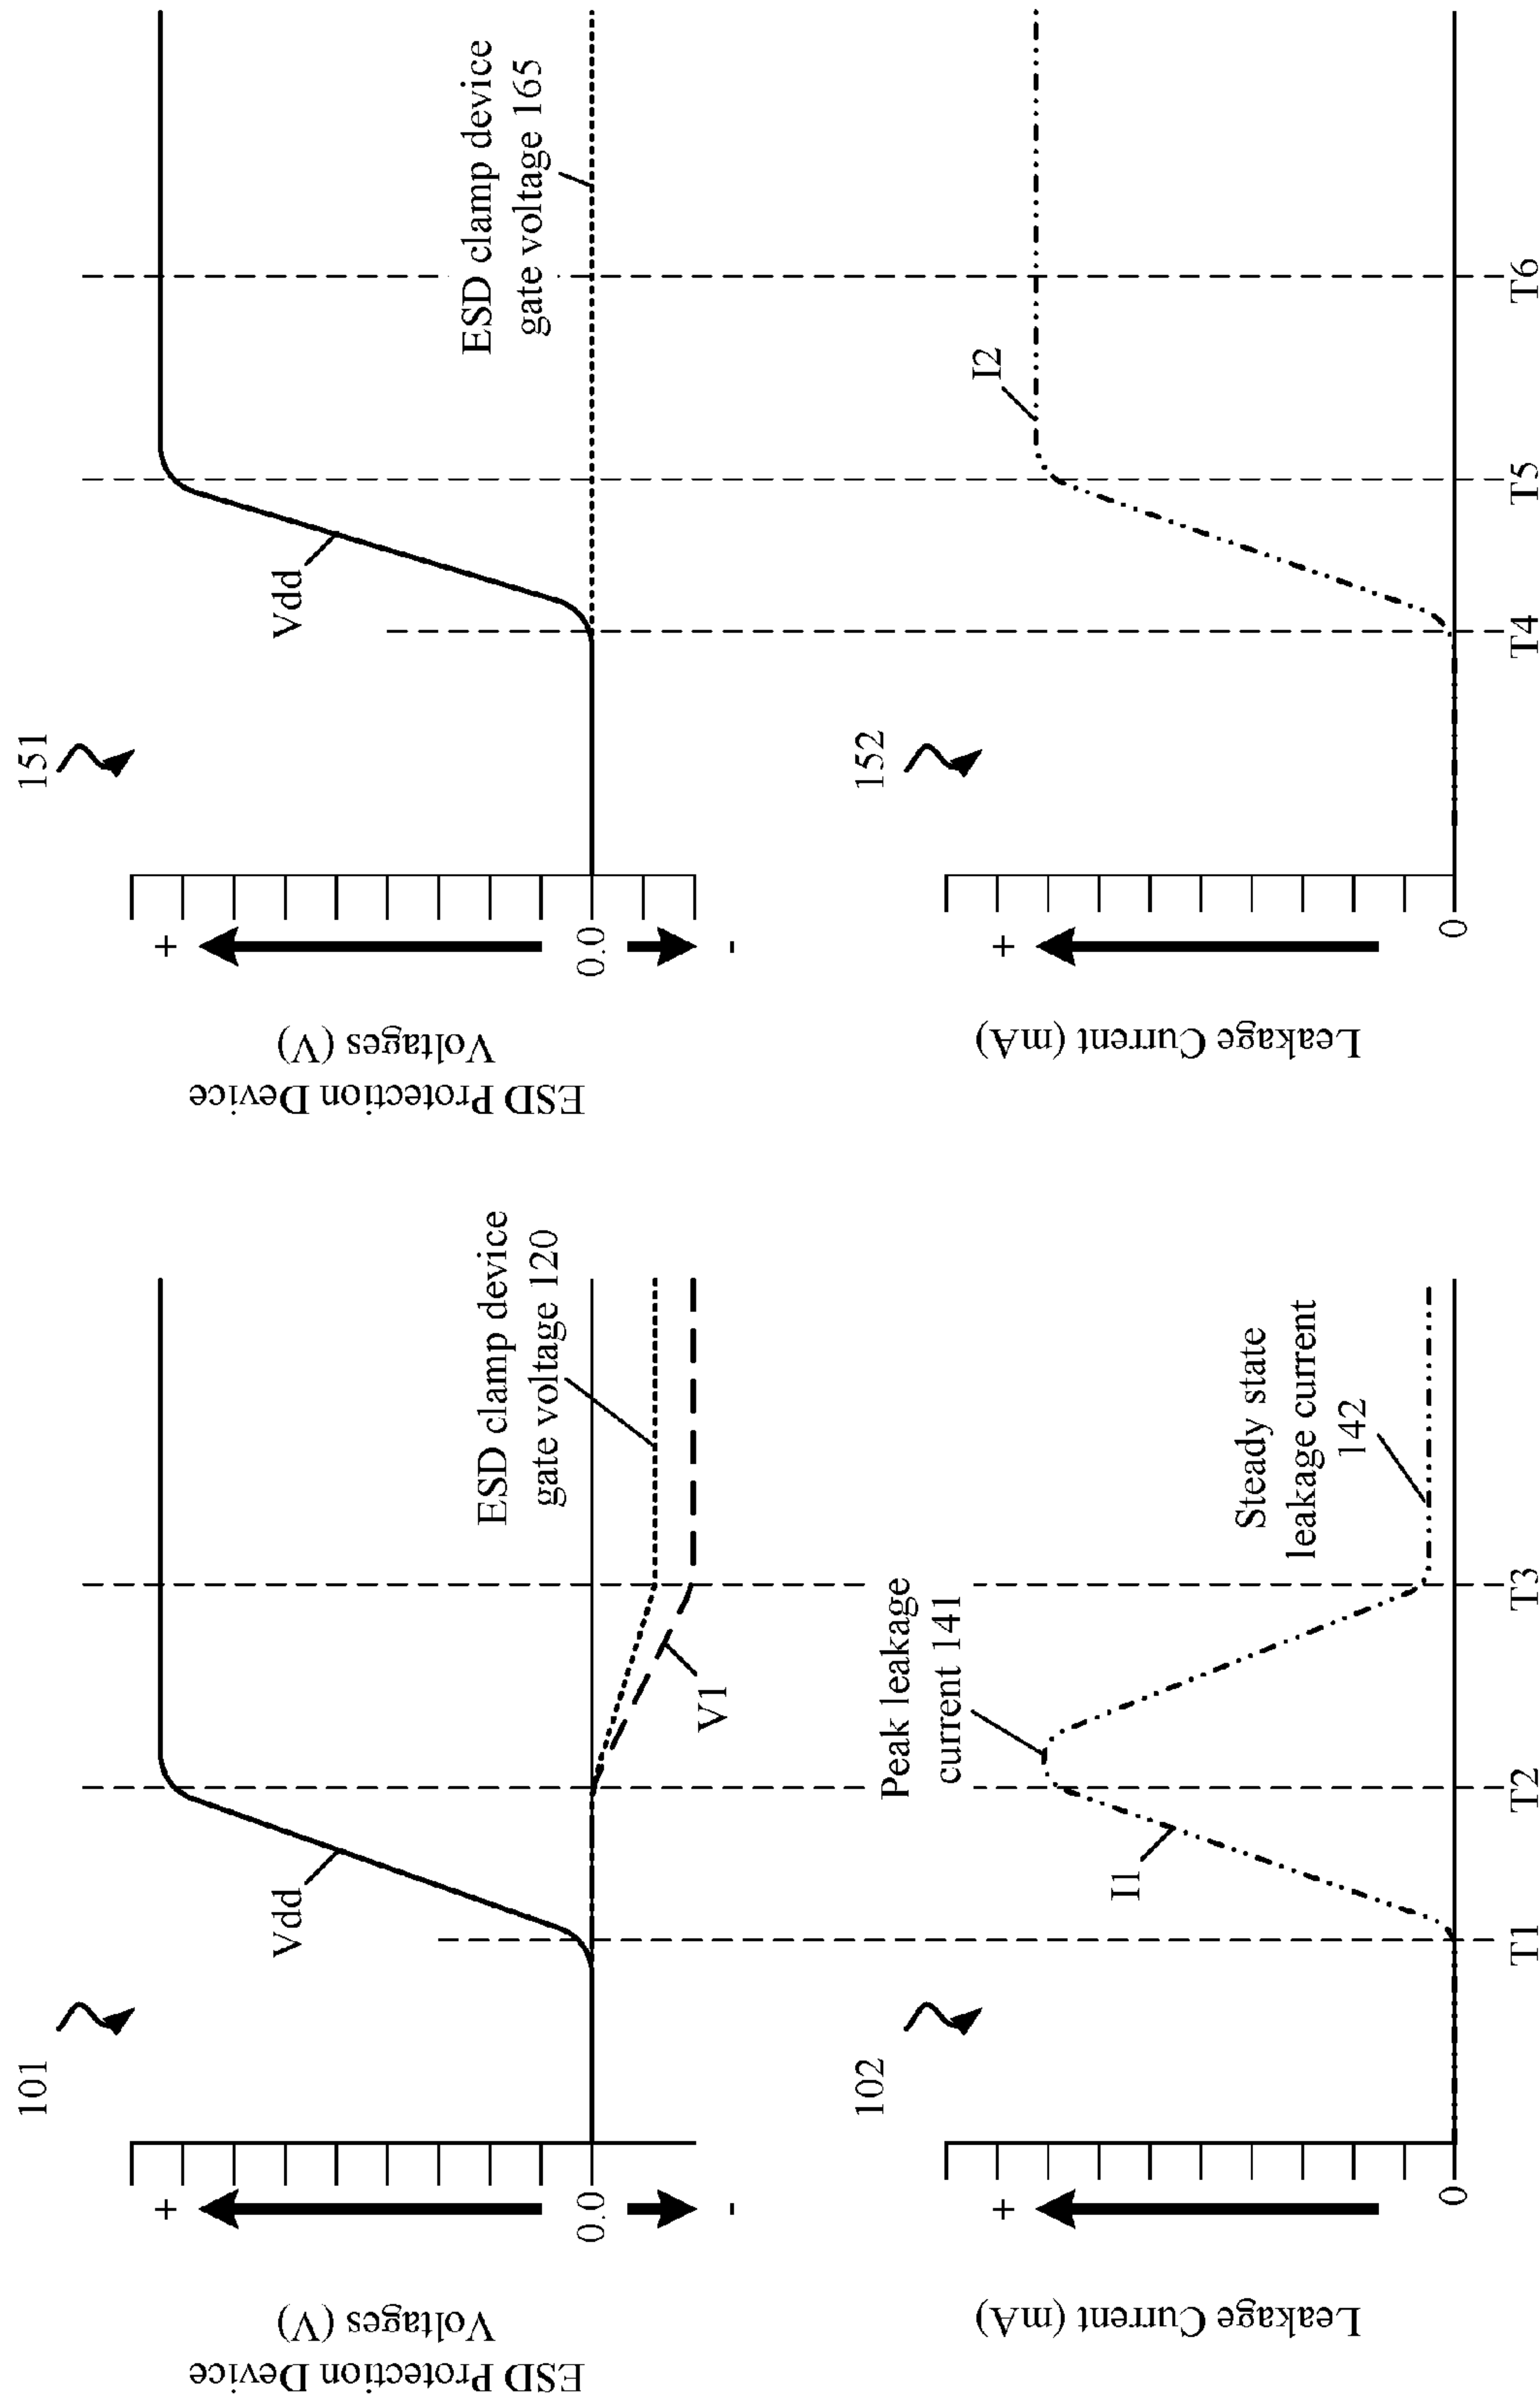 101
ESD Protection Device
Voltages (V)
+
0.0
-
Vdd
V1
ESD clamp device
gate voltage 120
102
Leakage Current (mA)
+
0
I1
Peak leakage
current 141
Steady state
leakage current
142
T1
T2
T3
151
ESD Protection Device
Voltages (V)
+
0.0
-
Vdd
ESD clamp device
gate voltage 165
152
Leakage Current (mA)
+
0
I2
T4
T5
T6